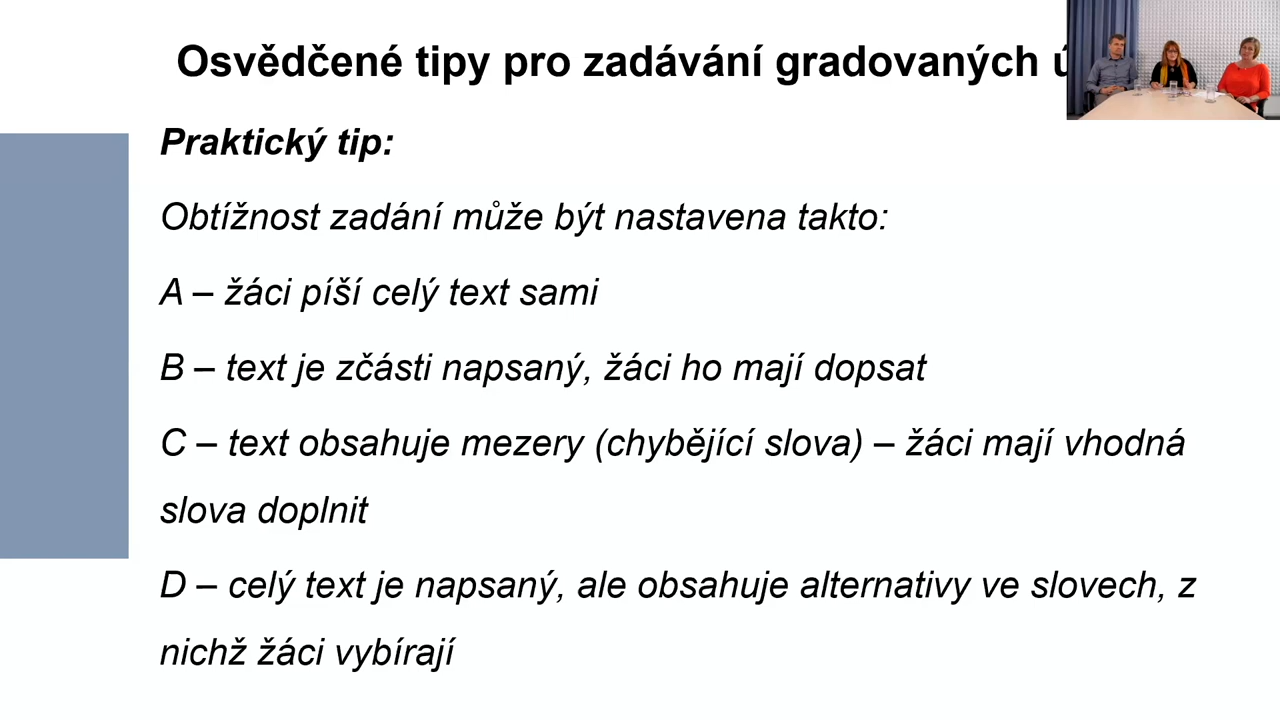 Osvědčené tipy pro zadávání gradovaných
Praktický tip:
Obtížnost zadání může být nastavena takto:
A – žáci píší celý text sami
B – text je zčásti napsaný, žáci ho mají dopsat
C – text obsahuje mezery (chybějící slova) – žáci mají vhodná
slova doplnit
D – celý text je napsaný, ale obsahuje alternativy ve slovech, z
nichž žáci vybírají